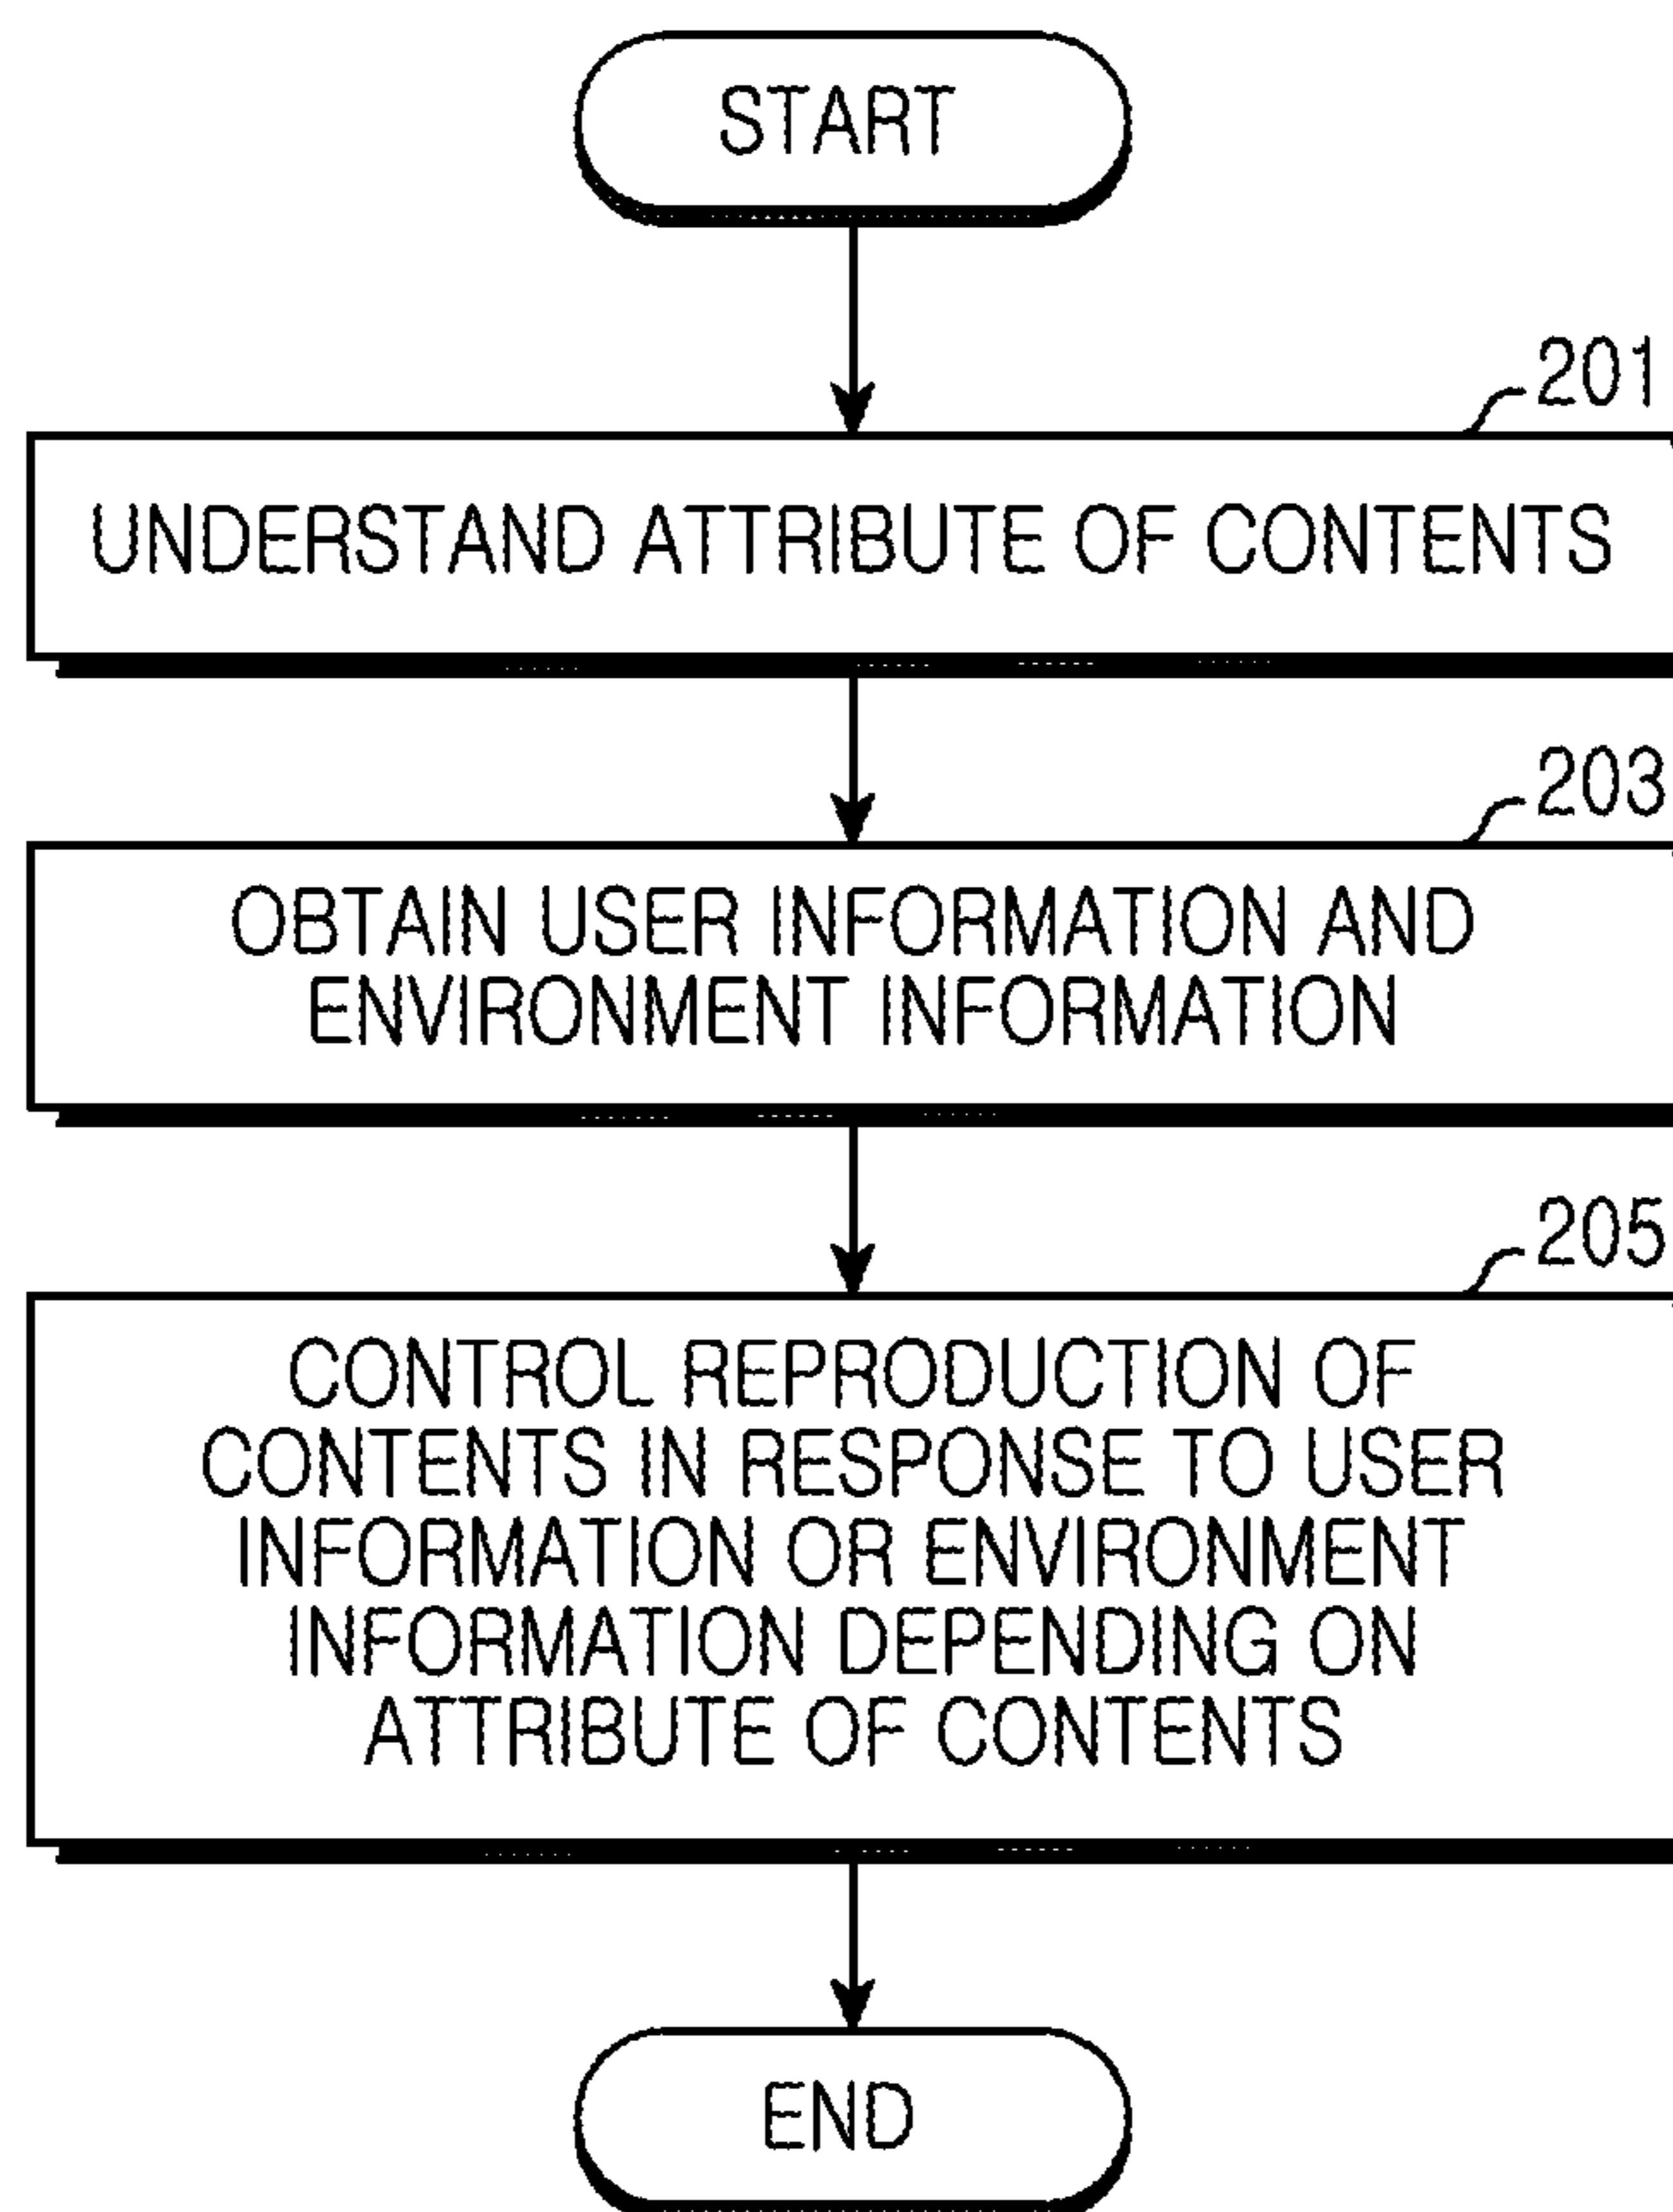 START
201
UNDERSTAND ATTRIBUTE OF CONTENTS
203
OBTAIN USER INFORMATION AND
ENVIRONMENT INFORMATION
205
CONTROL REPRODUCTION OF
CONTENTS IN RESPONSE TO USER
INFORMATION OR ENVIRONMENT
INFORMATION DEPENDING ON
ATTRIBUTE OF CONTENTS
END